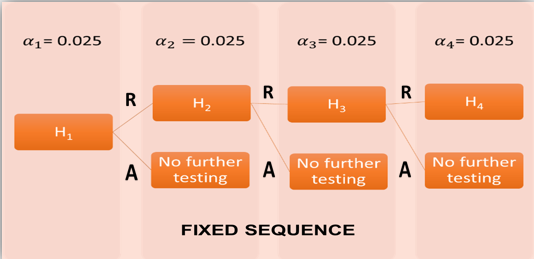 α₁= 0.025
α₂ = 0.025
α₃= 0.025
α₄= 0.025
R
R
R
H₁
H₂
H₃
H₄
A
A
A
No further
testing
No further
testing
No further
testing
FIXED SEQUENCE